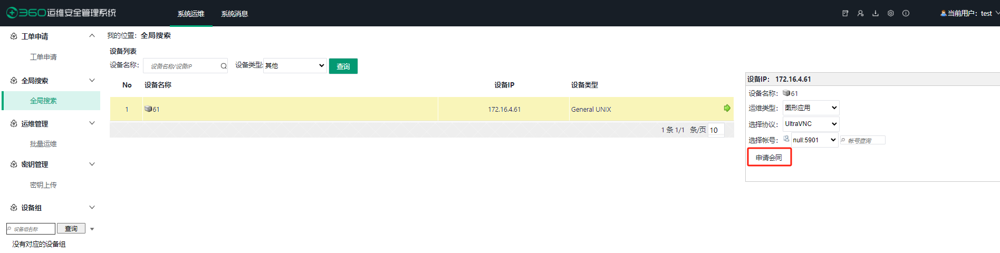 360运维安全管理系统
系统运维 系统消息
当前用户：test
工单申请
工单申请
全局搜索
全局搜索
运维管理
批量运维
密钥管理
密钥上传
设备组
设备组名称 查询
没有对应的设备组
我的位置：全局搜索
设备列表
设备名称： 设备名称/设备IP 设备类型:其他 查询
No 设备名称 设备IP 设备类型
1 61 172.16.4.61 General UNIX
1 条 1/1 条/页 10
设备IP： 172.16.4.61
设备名称： 61
运维类型： 图形应用
选择协议： UltraVNC
选择帐号： null:5901 帐号查询
申请会同